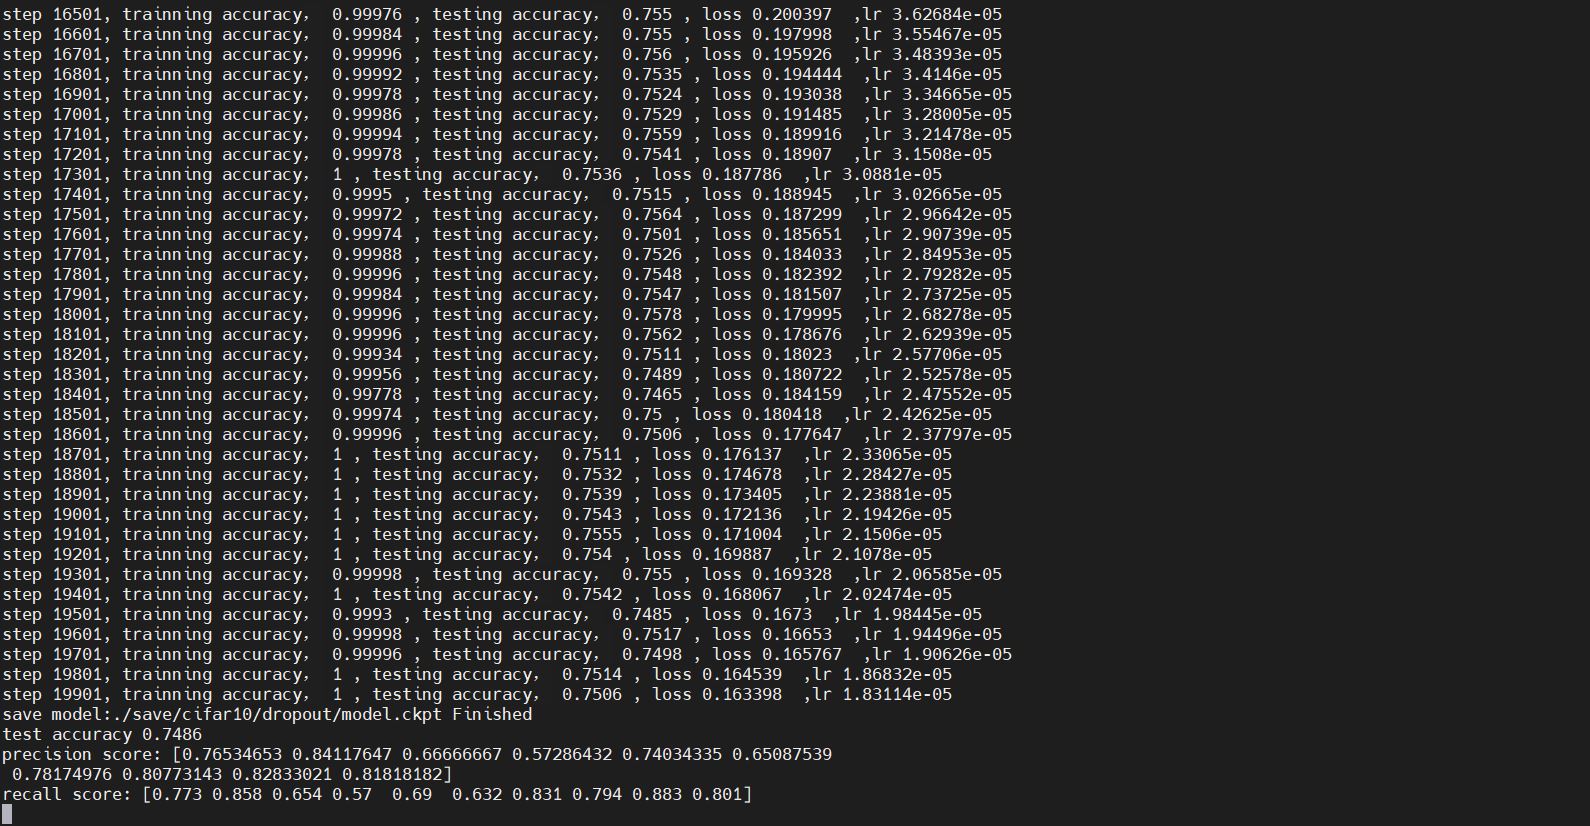 step 16501, trainning accuracy， 0.99976 , testing accuracy， 0.755 , loss 0.200397  ,lr 3.62684e-05
step 16601, trainning accuracy， 0.99984 , testing accuracy， 0.755 , loss 0.197998  ,lr 3.55467e-05
step 16701, trainning accuracy， 0.99996 , testing accuracy， 0.756 , loss 0.195926  ,lr 3.48393e-05
step 16801, trainning accuracy， 0.99992 , testing accuracy， 0.7535 , loss 0.194444  ,lr 3.4146e-05
step 16901, trainning accuracy， 0.99978 , testing accuracy， 0.7524 , loss 0.193038  ,lr 3.34665e-05
step 17001, trainning accuracy， 0.99986 , testing accuracy， 0.7529 , loss 0.191485  ,lr 3.28005e-05
step 17101, trainning accuracy， 0.99994 , testing accuracy， 0.7559 , loss 0.189916  ,lr 3.21478e-05
step 17201, trainning accuracy， 0.99978 , testing accuracy， 0.7541 , loss 0.18907  ,lr 3.1508e-05
step 17301, trainning accuracy， 1 , testing accuracy， 0.7536 , loss 0.187786  ,lr 3.0881e-05
step 17401, trainning accuracy， 0.9995 , testing accuracy， 0.7515 , loss 0.188945  ,lr 3.02665e-05
step 17501, trainning accuracy， 0.99972 , testing accuracy， 0.7564 , loss 0.187299  ,lr 2.96642e-05
step 17601, trainning accuracy， 0.99974 , testing accuracy， 0.7501 , loss 0.185651  ,lr 2.90739e-05
step 17701, trainning accuracy， 0.99988 , testing accuracy， 0.7526 , loss 0.184033  ,lr 2.84953e-05
step 17801, trainning accuracy， 0.99996 , testing accuracy， 0.7548 , loss 0.182392  ,lr 2.79282e-05
step 17901, trainning accuracy， 0.99984 , testing accuracy， 0.7547 , loss 0.181507  ,lr 2.73725e-05
step 18001, trainning accuracy， 0.99996 , testing accuracy， 0.7578 , loss 0.179995  ,lr 2.68278e-05
step 18101, trainning accuracy， 0.99996 , testing accuracy， 0.7562 , loss 0.178676  ,lr 2.62939e-05
step 18201, trainning accuracy， 0.99934 , testing accuracy， 0.7511 , loss 0.18023  ,lr 2.57706e-05
step 18301, trainning accuracy， 0.99956 , testing accuracy， 0.7489 , loss 0.180722  ,lr 2.52578e-05
step 18401, trainning accuracy， 0.99778 , testing accuracy， 0.7465 , loss 0.184159  ,lr 2.47552e-05
step 18501, trainning accuracy， 0.99974 , testing accuracy， 0.75 , loss 0.180418  ,lr 2.42625e-05
step 18601, trainning accuracy， 0.99996 , testing accuracy， 0.7506 , loss 0.177647  ,lr 2.37797e-05
step 18701, trainning accuracy， 1 , testing accuracy， 0.7511 , loss 0.176137  ,lr 2.33065e-05
step 18801, trainning accuracy， 1 , testing accuracy， 0.7532 , loss 0.174678  ,lr 2.28427e-05
step 18901, trainning accuracy， 1 , testing accuracy， 0.7539 , loss 0.173405  ,lr 2.23881e-05
step 19001, trainning accuracy， 1 , testing accuracy， 0.7543 , loss 0.172136  ,lr 2.19426e-05
step 19101, trainning accuracy， 1 , testing accuracy， 0.7555 , loss 0.171004  ,lr 2.1506e-05
step 19201, trainning accuracy， 1 , testing accuracy， 0.754 , loss 0.169887  ,lr 2.1078e-05
step 19301, trainning accuracy， 0.99998 , testing accuracy， 0.755 , loss 0.169328  ,lr 2.06585e-05
step 19401, trainning accuracy， 1 , testing accuracy， 0.7542 , loss 0.168067  ,lr 2.02474e-05
step 19501, trainning accuracy， 0.9993 , testing accuracy， 0.7485 , loss 0.1673  ,lr 1.98445e-05
step 19601, trainning accuracy， 0.99998 , testing accuracy， 0.7517 , loss 0.16653  ,lr 1.94496e-05
step 19701, trainning accuracy， 0.99996 , testing accuracy， 0.7498 , loss 0.165767  ,lr 1.90626e-05
step 19801, trainning accuracy， 1 , testing accuracy， 0.7514 , loss 0.164539  ,lr 1.86832e-05
step 19901, trainning accuracy， 1 , testing accuracy， 0.7506 , loss 0.163398  ,lr 1.83114e-05
save model:./save/cifar10/dropout/model.ckpt Finished
test accuracy 0.7486
precision score: [0.76534653 0.84117647 0.66666667 0.57286432 0.74034335 0.65087539
0.78174976 0.80773143 0.82833021 0.81818182]
recall score: [0.773 0.858 0.654 0.57  0.69  0.632 0.831 0.794 0.883 0.801]